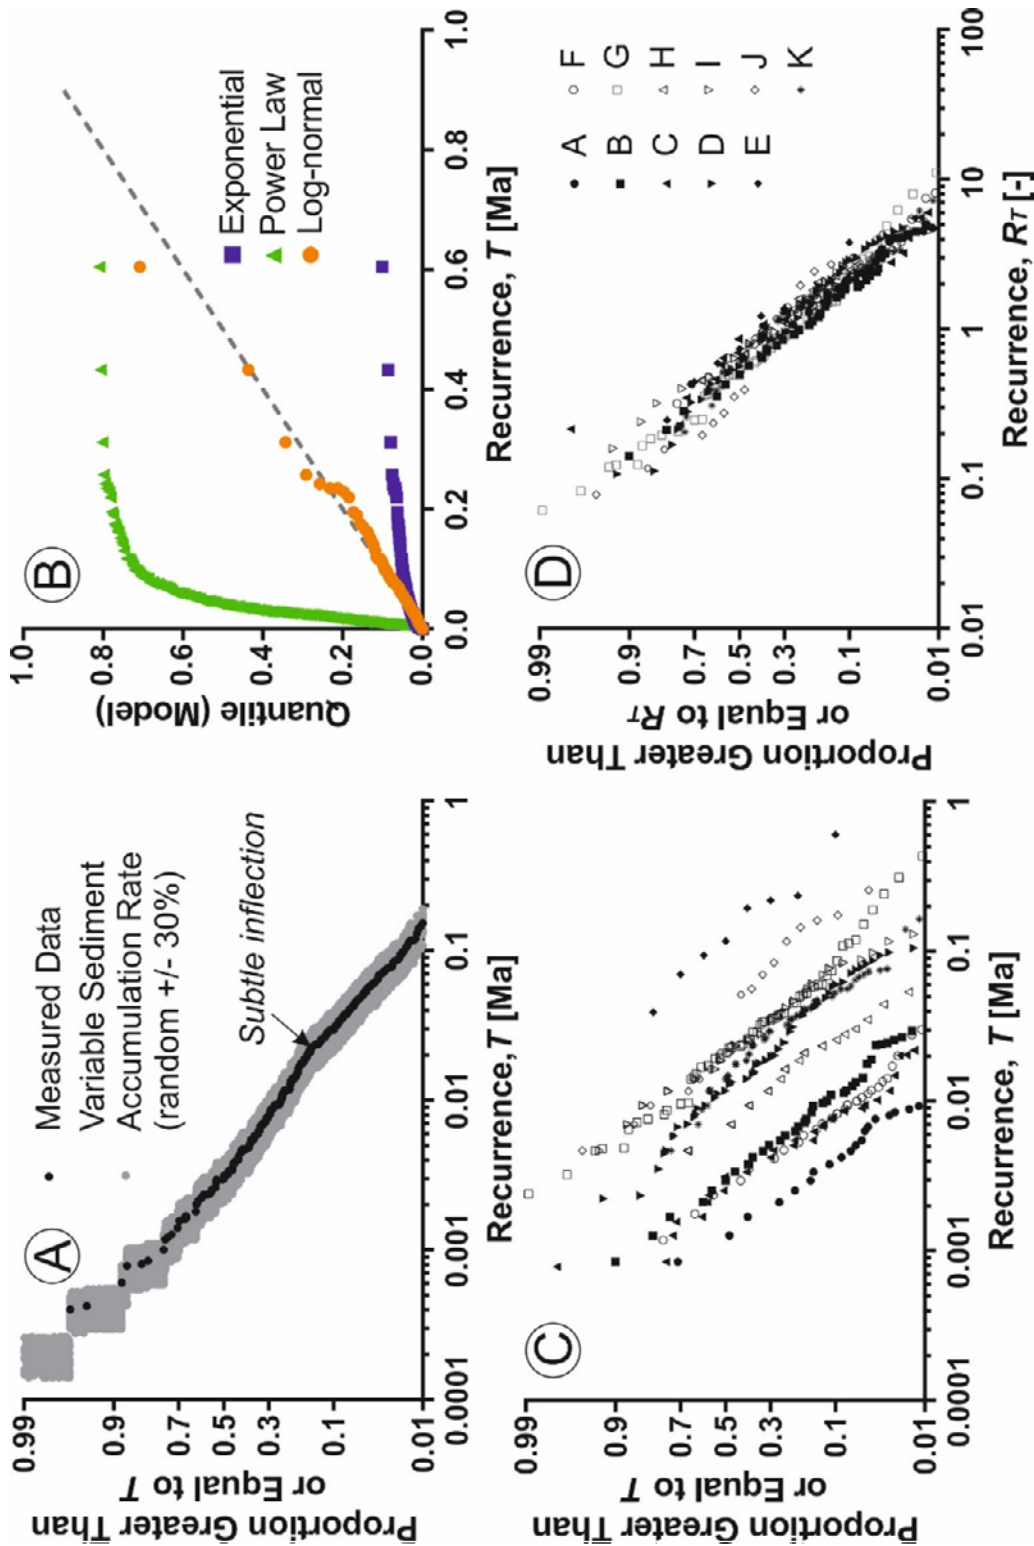 A
Measured Data
Variable Sediment
Accumulation Rate
(random +/- 30%)
Subtle inflection
Proportion Greater Than
or Equal to T
0.99
0.9
0.7
0.5
0.3
0.1
0.01
0.0001
0.001
0.01
0.1
1
Recurrence, T [Ma]
B
Exponential
Power Law
Log-normal
Quantile (Model)
1.0
0.8
0.6
0.4
0.2
0.0
0.0
0.2
0.4
0.6
0.8
1.0
Recurrence, T [Ma]
C
Proportion Greater Than
or Equal to T
0.99
0.9
0.7
0.5
0.3
0.1
0.01
0.0001
0.001
0.01
0.1
1
Recurrence, T [Ma]
D
A F
B G
C H
D I
E J
K
Proportion Greater Than
or Equal to RT
0.99
0.9
0.7
0.5
0.3
0.1
0.01
0.01
0.1
1
10
100
Recurrence, RT [-]